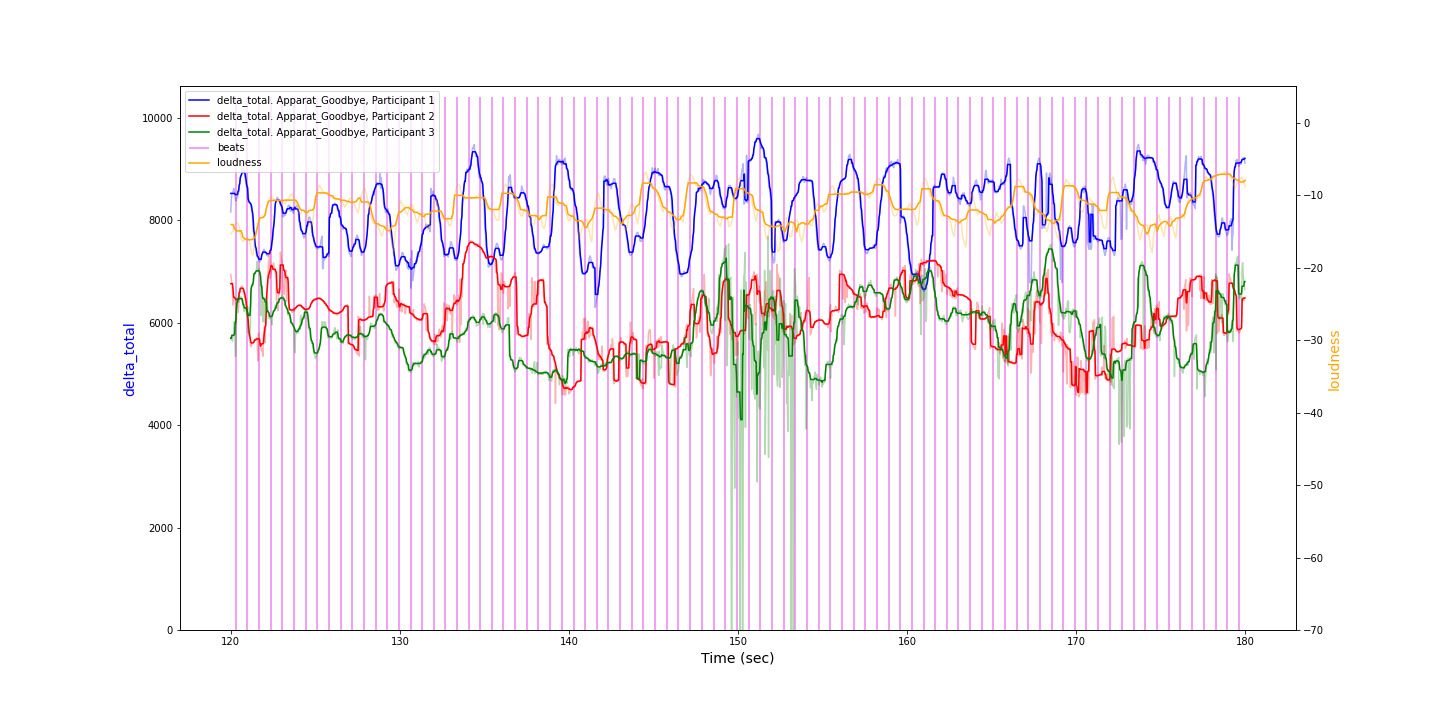 delta_total. Apparat_Goodbye, Participant 1
delta_total. Apparat_Goodbye, Participant 2
delta_total. Apparat_Goodbye, Participant 3
beats
loudness
10000
8000
6000
4000
2000
0
delta_total
0
−10
−20
−30
−40
−50
−60
−70
loudness
120
130
140
150
160
170
180
Time (sec)